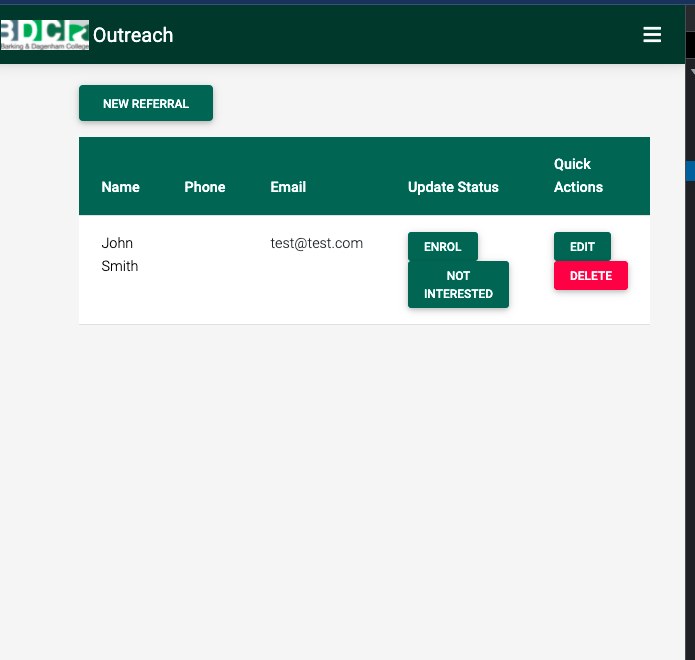 BDC
Barking & Dagenham College
Outreach
NEW REFERRAL
Name Phone Email Update Status Quick
Actions
John
Smith
test@test.com
ENROL
NOT
INTERESTED
EDIT
DELETE